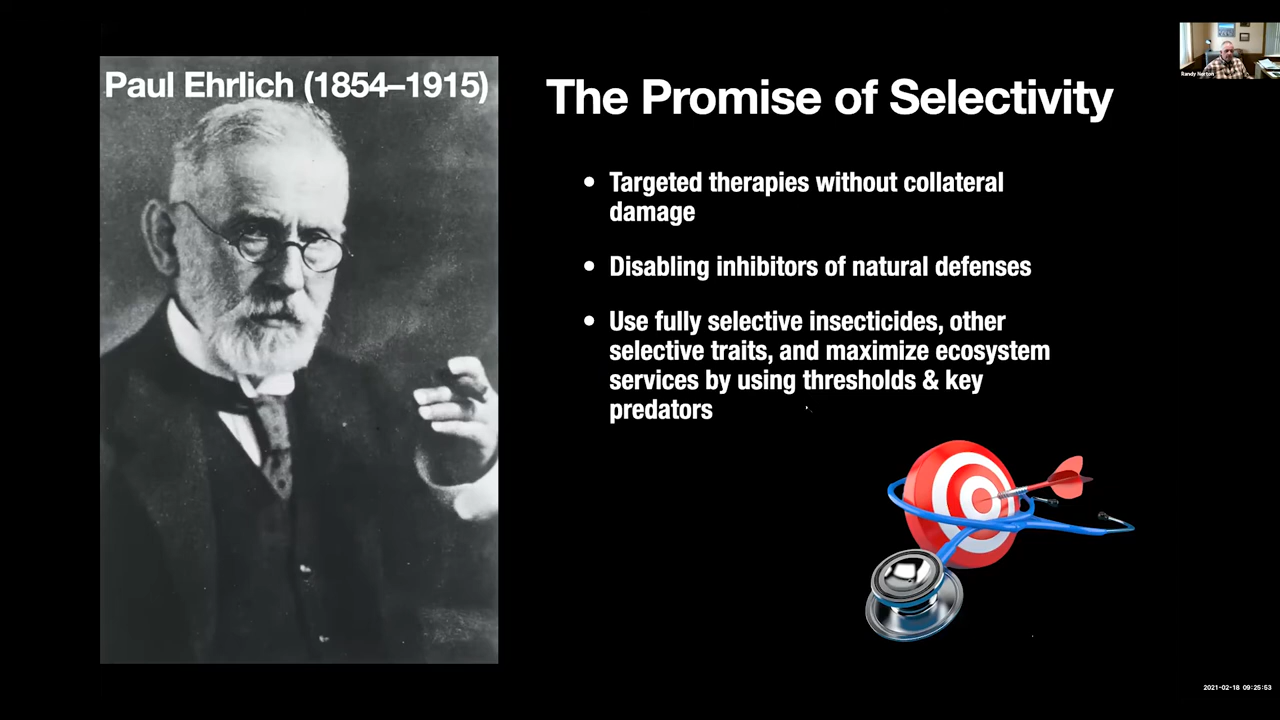 Paul Ehrlich (1854–1915)
The Promise of Selectivity
• Targeted therapies without collateral
damage
• Disabling inhibitors of natural defenses
• Use fully selective insecticides, other
selective traits, and maximize ecosystem
services by using thresholds & key
predators
Randy Norton
2021-02-18 09:25:53